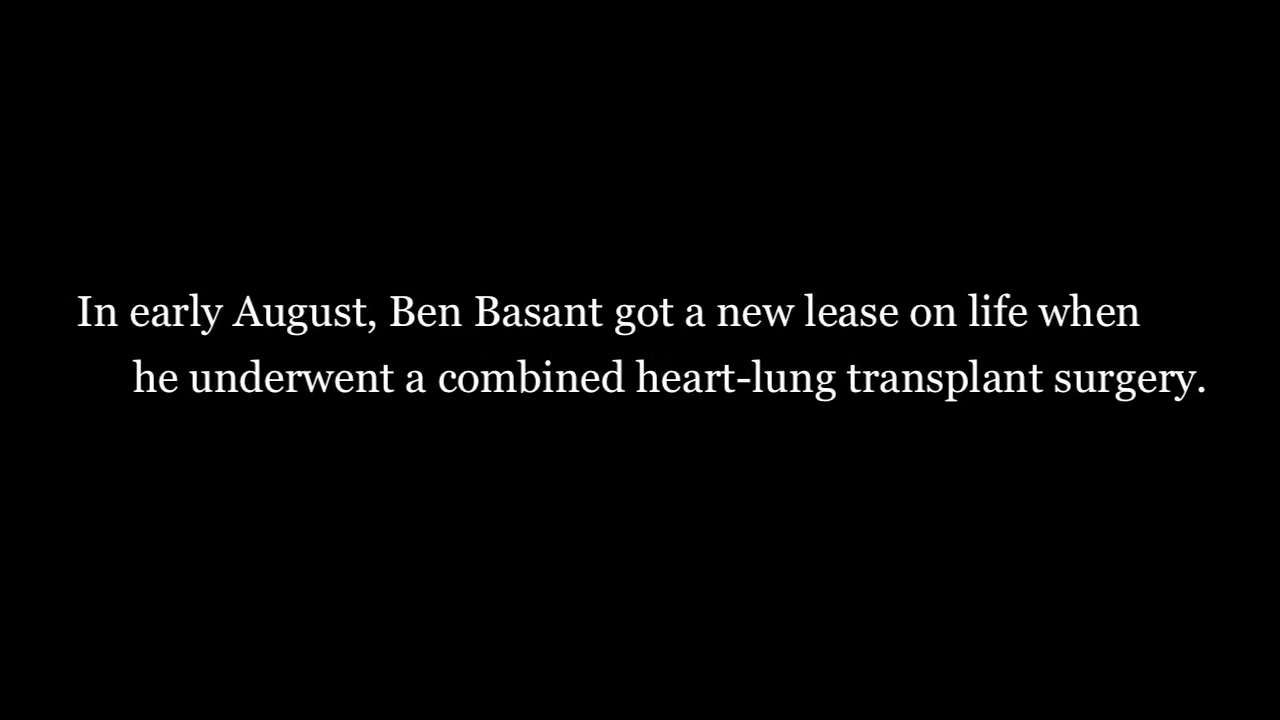 In early August, Ben Basant got a new lease on life when
he underwent a combined heart-lung transplant surgery.